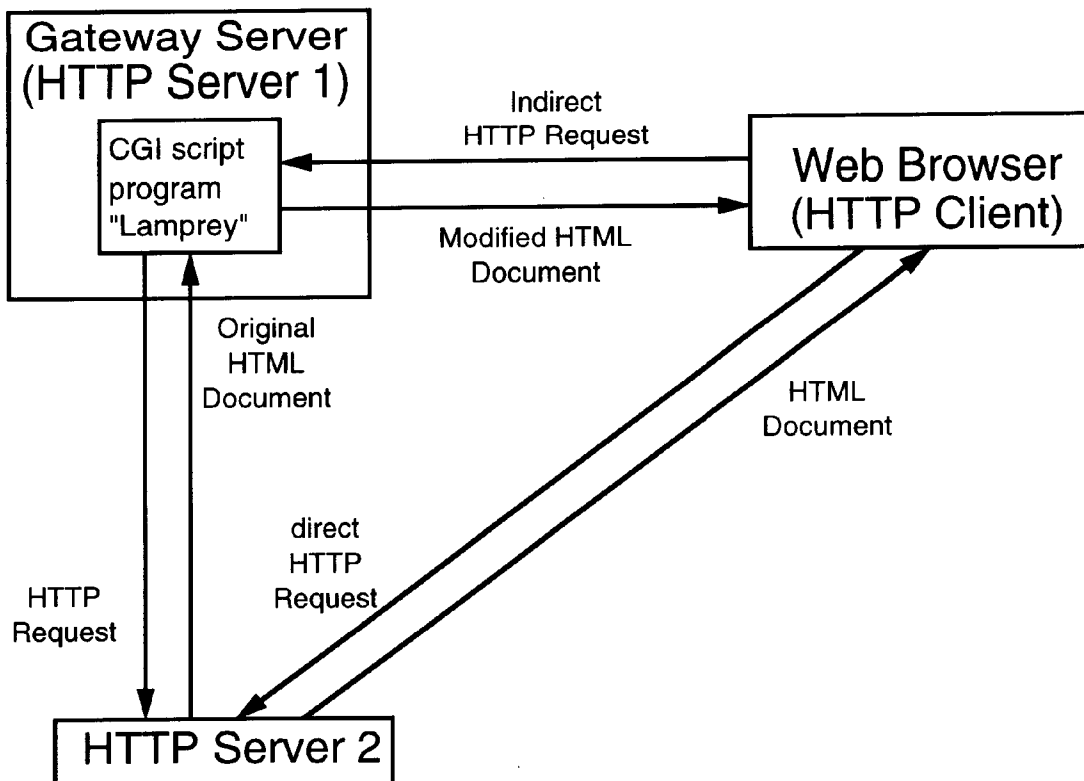 Gateway Server
(HTTP Server 1)
CGI script
program
"Lamprey"
Indirect
HTTP Request
Web Browser
(HTTP Client)
Modified HTML
Document
Original
HTML
Document
HTML
Document
direct
HTTP
Request
HTTP
Request
HTTP Server 2